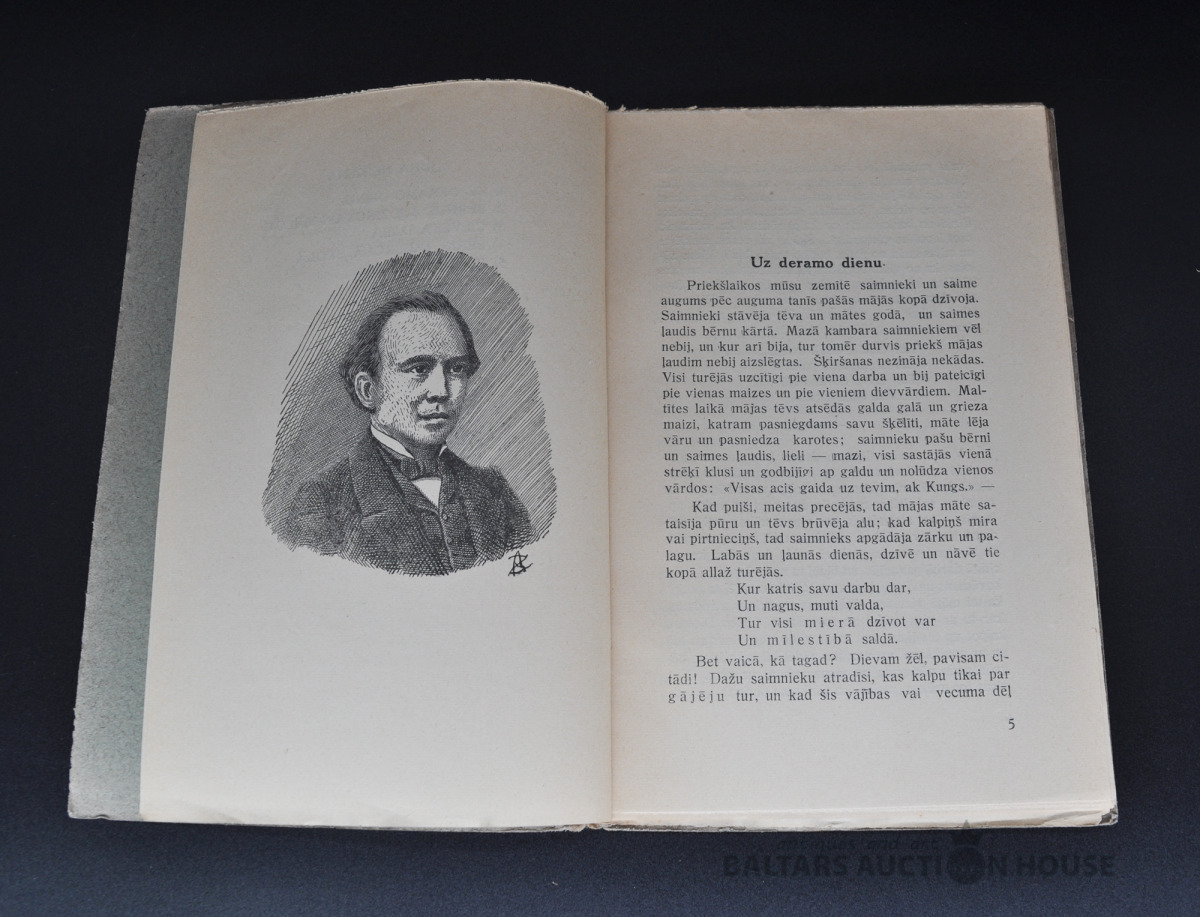 Uz deramo dienu.
Priekšlaikos mūsu zemītē saimnieki un saime
augums pēc auguma tanīs pašās mājās kopā dzīvoja.
Saimnieki stāvēja tēva un mātes godā, un saimes
ļaudis bērnu kārtā. Mazā kambara saimniekiem vēl
nebij, un kur arī bija, tur tomēr durvis priekš mājas
ļaudim nebij aizslēgtas. Šķiršanas nezināja nekādas.
Visi turējās uzcītīgi pie viena darba un bij pateicīgi
pie vienas maizes un pie vieniem dievvārdiem. Mal-
tītes laikā mājas tēvs atsēdās galda galā un grieza
maizi, katram pasniegdams savu šķēlīti, māte lēja
vāru un pasniedza karotes; saimnieku pašu bērni
un saimes ļaudis, lieli — mazi, visi sastājās vienā
strēķī klusi un godbijīgi ap galdu un nolūdza vienos
vārdos: «Visas acis gaida uz tevim, ak Kungs.» —
Kad puiši, meitas precējās, tad mājas māte sa-
taisīja pūru un tēvs brūvēja alu; kad kalpiņš mira
vai pirtnieciņš, tad saimnieks apgādāja zārku un pa-
lagu. Labās un ļaunās dienās, dzīvē un nāvē tie
kopā allaž turējās.
Kur katris savu darbu dar,
Un nagus, muti valda,
Tur visi mierā dzīvot var
Un mīlestībā saldā.
Bet vaicā, kā tagad? Dievam žēl, pavisam ci-
tādi! Dažu saimnieku atradīsi, kas kalpu tikai par
gājēju tur, un kad šis vājības vai vecuma dēļ
5
antiques and art
BALTARS AUCTION HOUSE